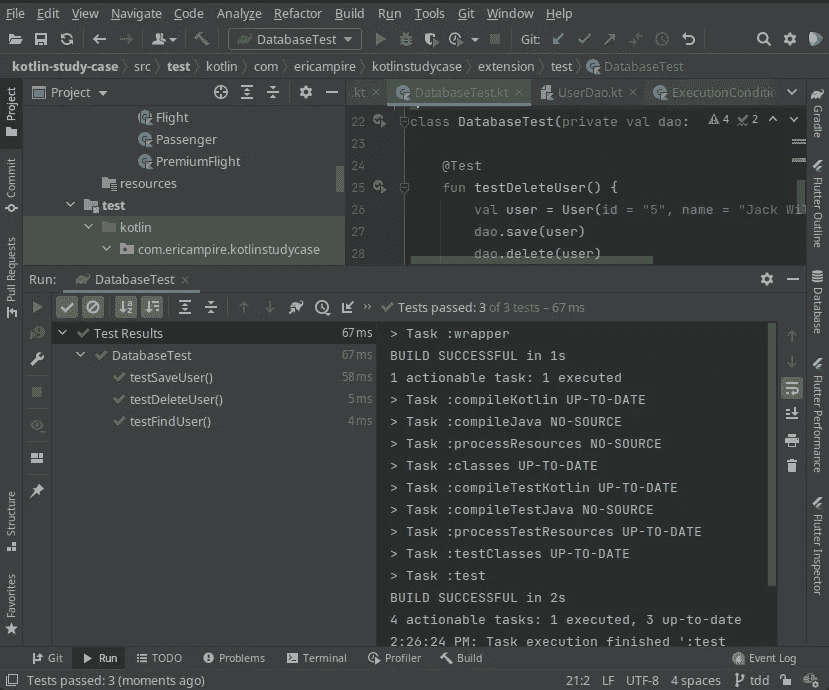 File Edit View Navigate Code Analyze Refactor Build Run Tools Git Window Help
DatabaseTest Git:
kotlin-study-case src test kotlin com ericampire kotlinstudycase extension test DatabaseTest
Project .kt DatabaseTest.kt UserDao.kt ExecutionConditio
Project
Commit
Pull Requests
Structure
Favorites
Flight
Passenger
PremiumFlight
resources
test
kotlin
com.ericampire.kotlinstudycase
22 class DatabaseTest(private val dao: 4 2
23
24 @Test
25 fun testDeleteUser() {
26 val user = User(id = "5", name = "Jack Wi
27 dao.save(user)
28 dao.delete(user)
Gradle
Flutter Outline
Database
Flutter Performance
Flutter Inspector
Run: DatabaseTest
Tests passed: 3 of 3 tests – 67 ms
Test Results 67 ms
DatabaseTest 67 ms
testSaveUser() 58 ms
testDeleteUser() 5 ms
testFindUser() 4 ms
> Task :wrapper
BUILD SUCCESSFUL in 1s
1 actionable task: 1 executed
> Task :compileKotlin UP-TO-DATE
> Task :compileJava NO-SOURCE
> Task :processResources NO-SOURCE
> Task :classes UP-TO-DATE
> Task :compileTestKotlin UP-TO-DATE
> Task :compileTestJava NO-SOURCE
> Task :processTestResources UP-TO-DATE
> Task :testClasses UP-TO-DATE
> Task :test
BUILD SUCCESSFUL in 2s
4 actionable tasks: 1 executed, 3 up-to-date
2:26:24 PM: Task execution finished ':test
Git Run TODO Problems Terminal Profiler Build Event Log
Tests passed: 3 (moments ago) 21:2 LF UTF-8 4 spaces tdd